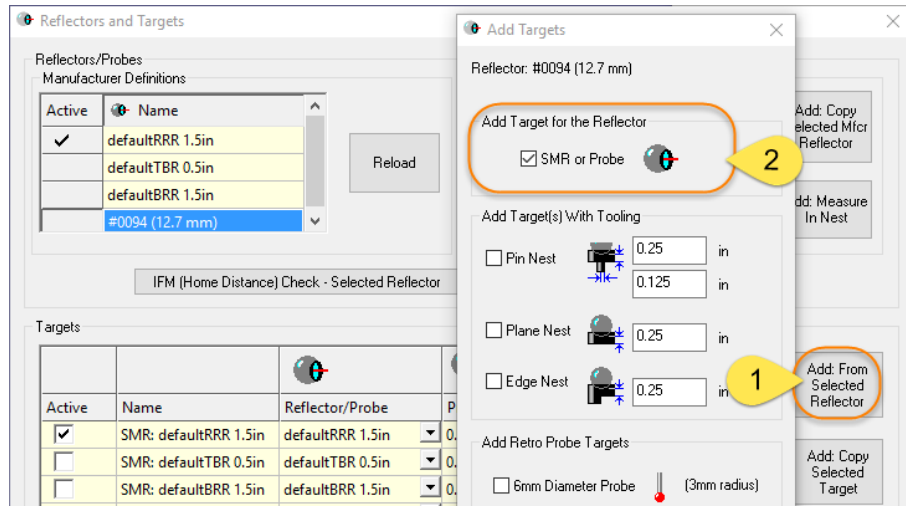 Reflectors and Targets
Reflectors/Probes
Manufacturer Definitions
Active Name
defaultRRR 1.5in
defaultTBR 0.5in
defaultBRR 1.5in
#0094 (12.7 mm)
Reload
IFM (Home Distance) Check - Selected Reflector
Targets
Active Name Reflector/Probe
SMR: defaultRRR 1.5in defaultRRR 1.5in 0.
SMR: defaultTBR 0.5in defaultTBR 0.5in 0.
SMR: defaultBRR 1.5in defaultBRR 1.5in 0.
Add Targets
Reflector: #0094 (12.7 mm)
Add Target for the Reflector
SMR or Probe
2
Add Target(s) With Tooling
Pin Nest 0.25 in
0.125 in
Plane Nest 0.25 in
Edge Nest 0.25 in
1
Add Retro Probe Targets
6mm Diameter Probe (3mm radius)
Add: Copy
elected Mfcr
Reflector
dd: Measure
In Nest
Add: From
Selected
Reflector
Add: Copy
Selected
Target